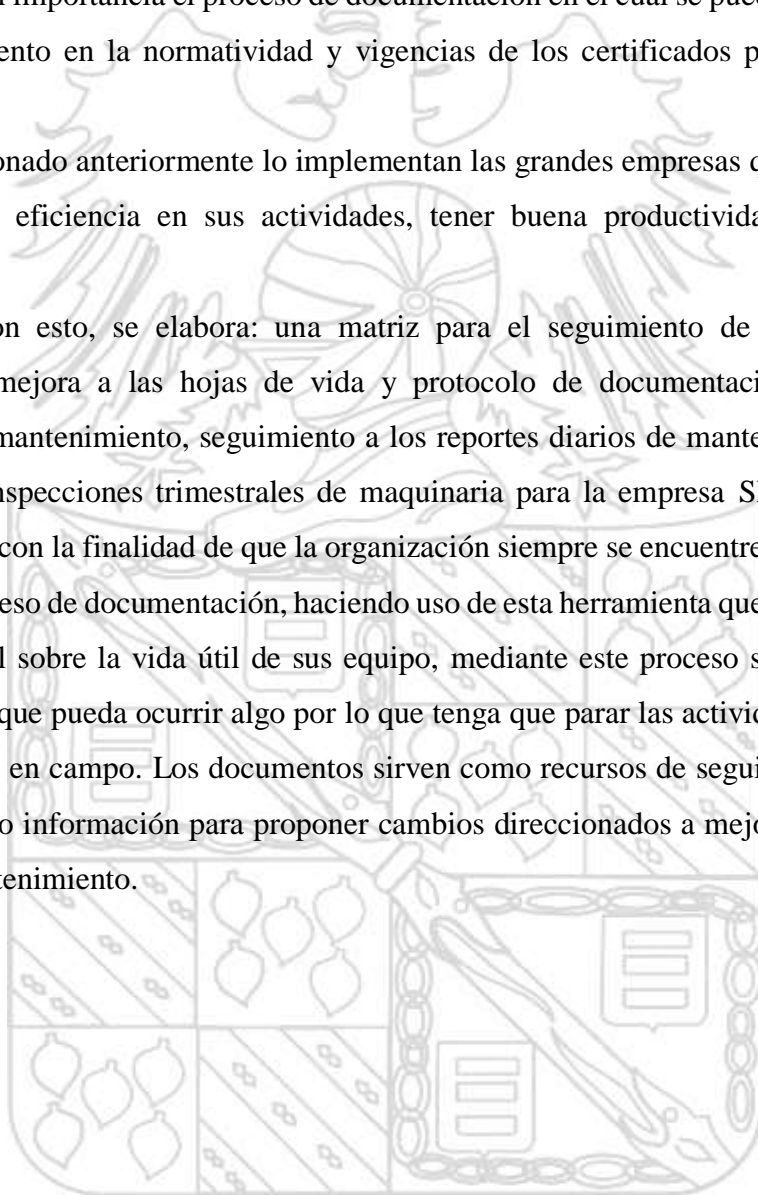 importancia el proceso de documentación en el cual se pue
ento en la normatividad y vigencias de los certificados p
onado anteriormente lo implementan las grandes empresas
eficiencia en sus actividades, tener buena productivida
on esto, se elabora: una matriz para el seguimiento de
mejora a las hojas de vida y protocolo de documentaci
mantenimiento, seguimiento a los reportes diarios de mante
nspecciones trimestrales de maquinaria para la empresa
con la finalidad de que la organización siempre se encuentre
eso de documentación, haciendo uso de esta herramienta que
l sobre la vida útil de sus equipo, mediante este proceso s
que pueda ocurrir algo por lo que tenga que parar las activid
en campo. Los documentos sirven como recursos de segui
o información para proponer cambios direccionados a mejo
tenimiento.